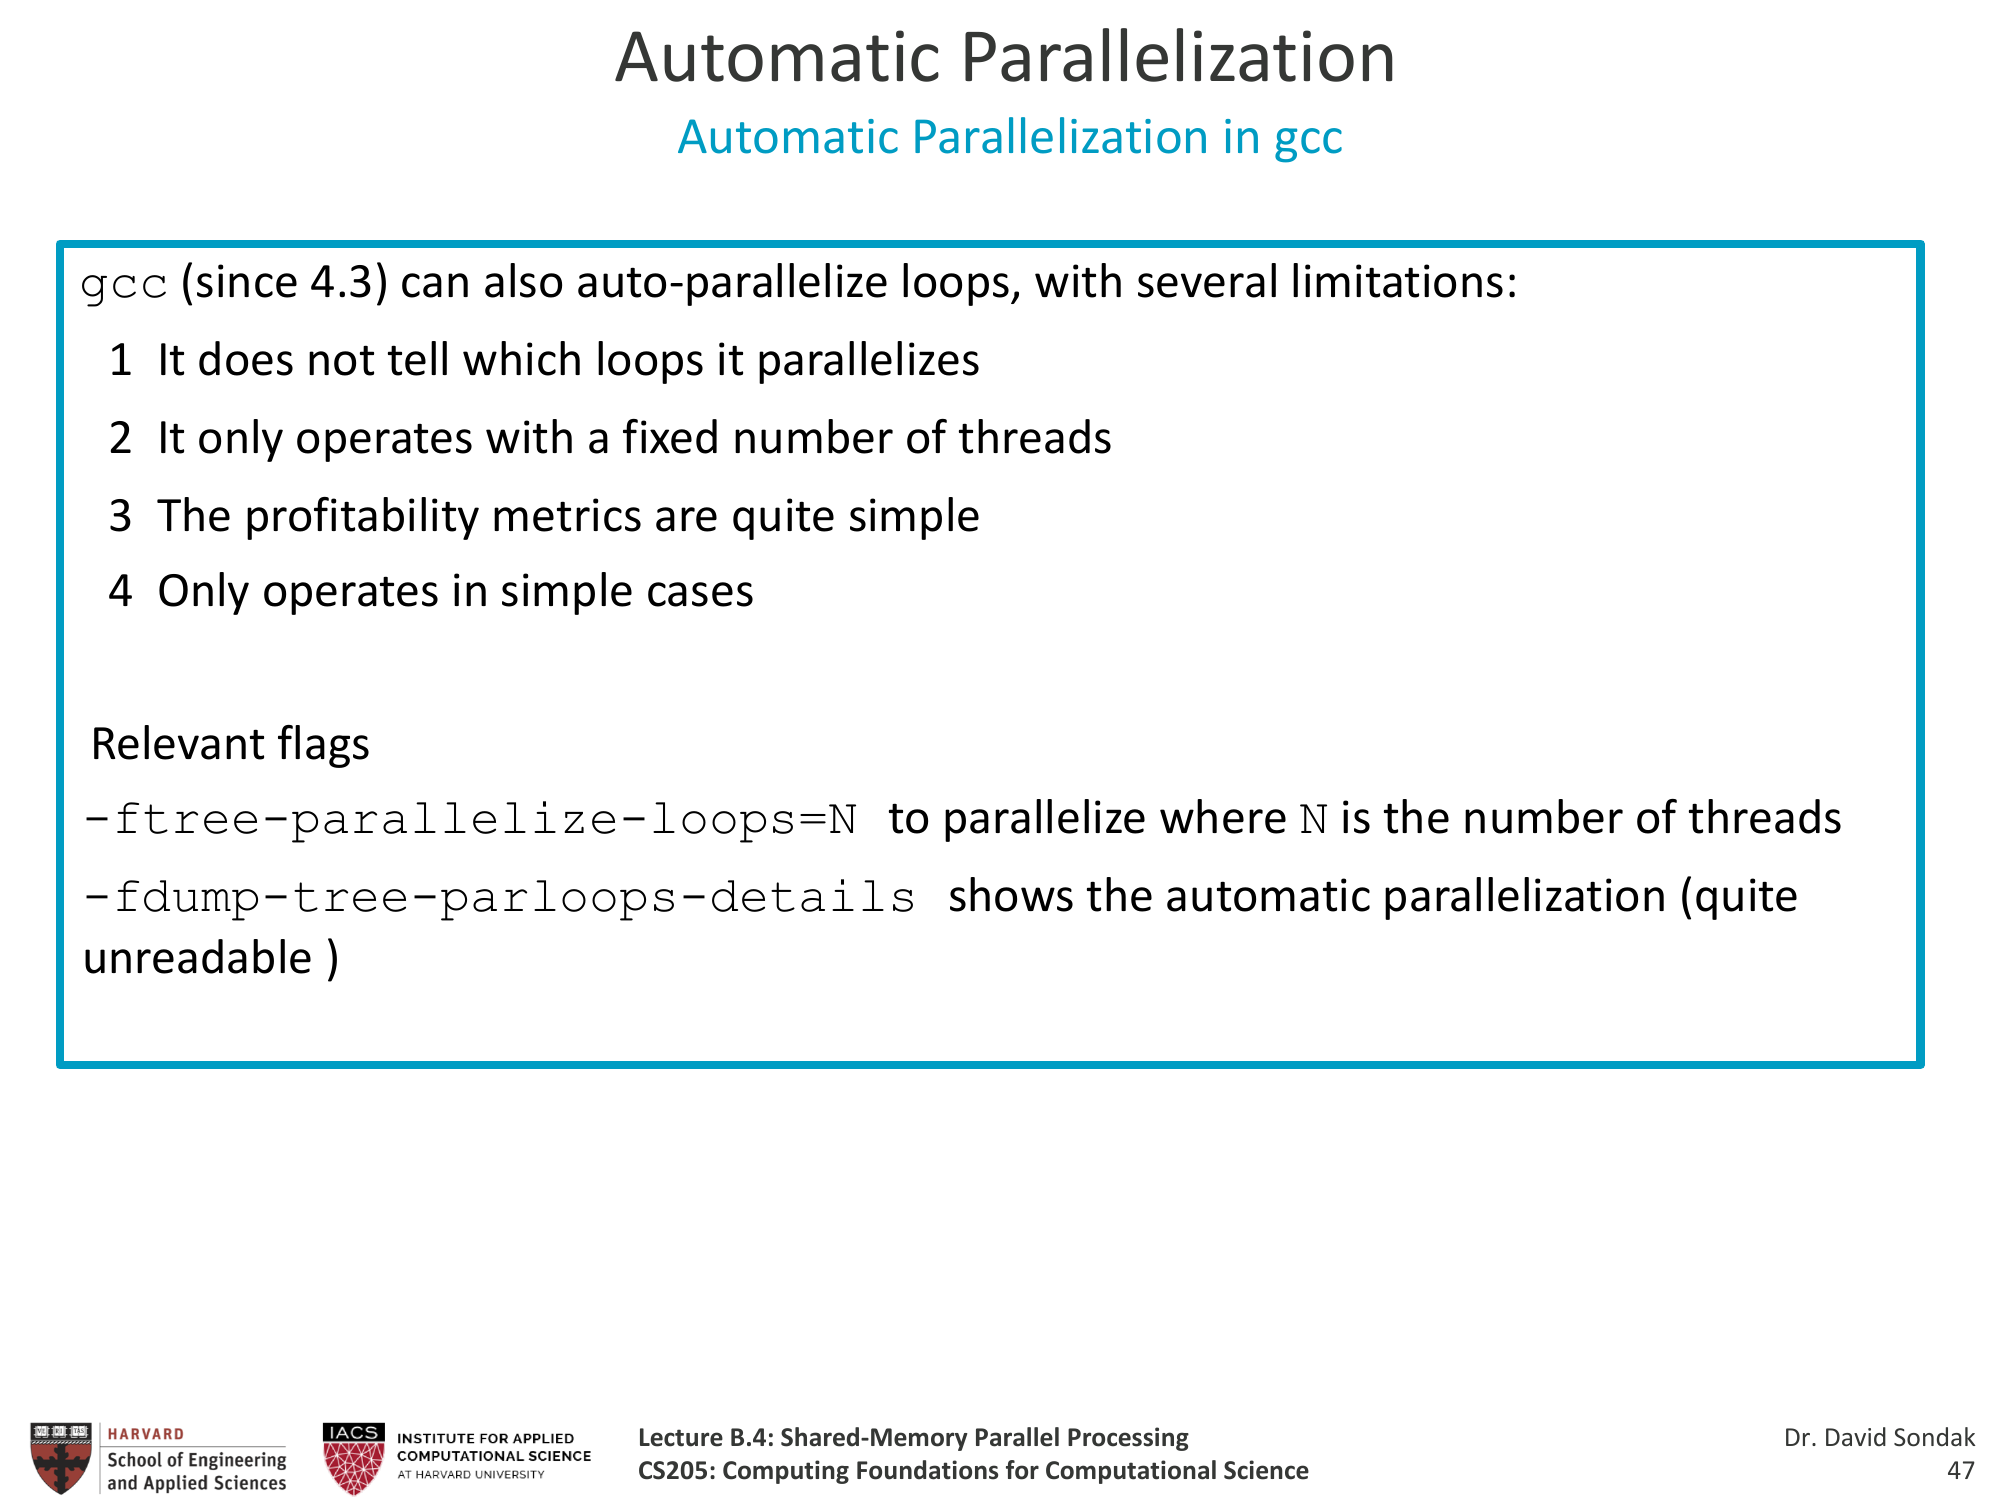 Automatic Parallelization
Automatic Parallelization in gcc
gcc (since 4.3) can also auto-parallelize loops, with several limitations:
1 It does not tell which loops it parallelizes
2 It only operates with a fixed number of threads
3 The profitability metrics are quite simple
4 Only operates in simple cases
Relevant flags
-ftree-parallelize-loops=N to parallelize where N is the number of threads
-fdump-tree-parloops-details shows the automatic parallelization (quite
unreadable )
HARVARD
School of Engineering
and Applied Sciences
IACS
INSTITUTE FOR APPLIED
COMPUTATIONAL SCIENCE
AT HARVARD UNIVERSITY
Lecture B.4: Shared-Memory Parallel Processing
CS205: Computing Foundations for Computational Science
Dr. David Sondak
47